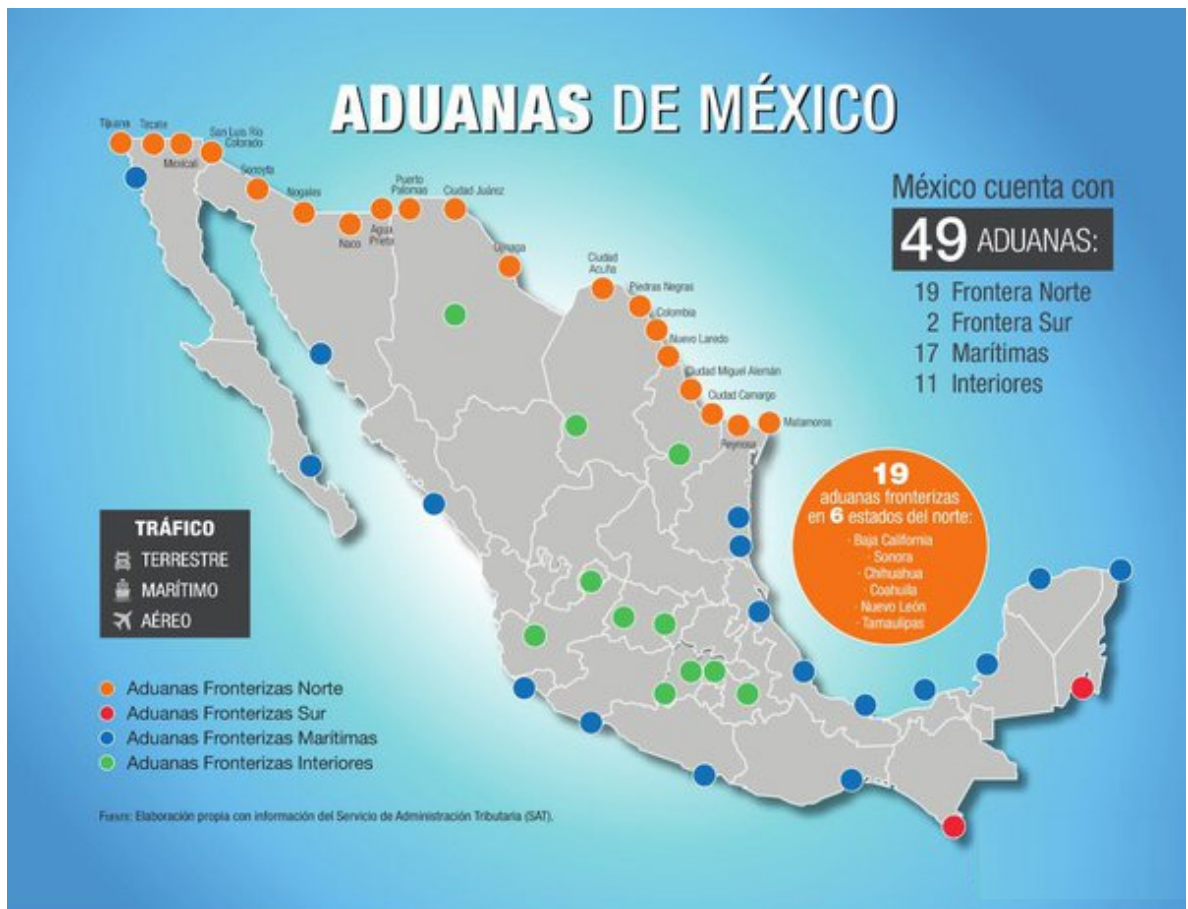 ADUANAS DE MÉXICO
Tijuana
Tecate
Mexicali
San Luis Río
Colorado
Sonoyta
Nogales
Naco
Agua
Prieta
Puerto
Palomas
Ciudad Juárez
Ojinaga
Ciudad
Acuña
Piedras Negras
Colombia
Nuevo Laredo
Ciudad Miguel Alemán
Ciudad Camargo
Reynosa
Matamoros
México cuenta con
49 ADUANAS:
19 Frontera Norte
2 Frontera Sur
17 Marítimas
11 Interiores
19
aduanas fronterizas
en 6 estados del norte:
· Baja California
· Sonora
· Chihuahua
· Coahuila
· Nuevo León
· Tamaulipas
TRÁFICO
TERRESTRE
MARÍTIMO
AÉREO
Aduanas Fronterizas Norte
Aduanas Fronterizas Sur
Aduanas Fronterizas Marítimas
Aduanas Fronterizas Interiores
Fuente: Elaboración propia con información del Servicio de Administración Tributaria (SAT).